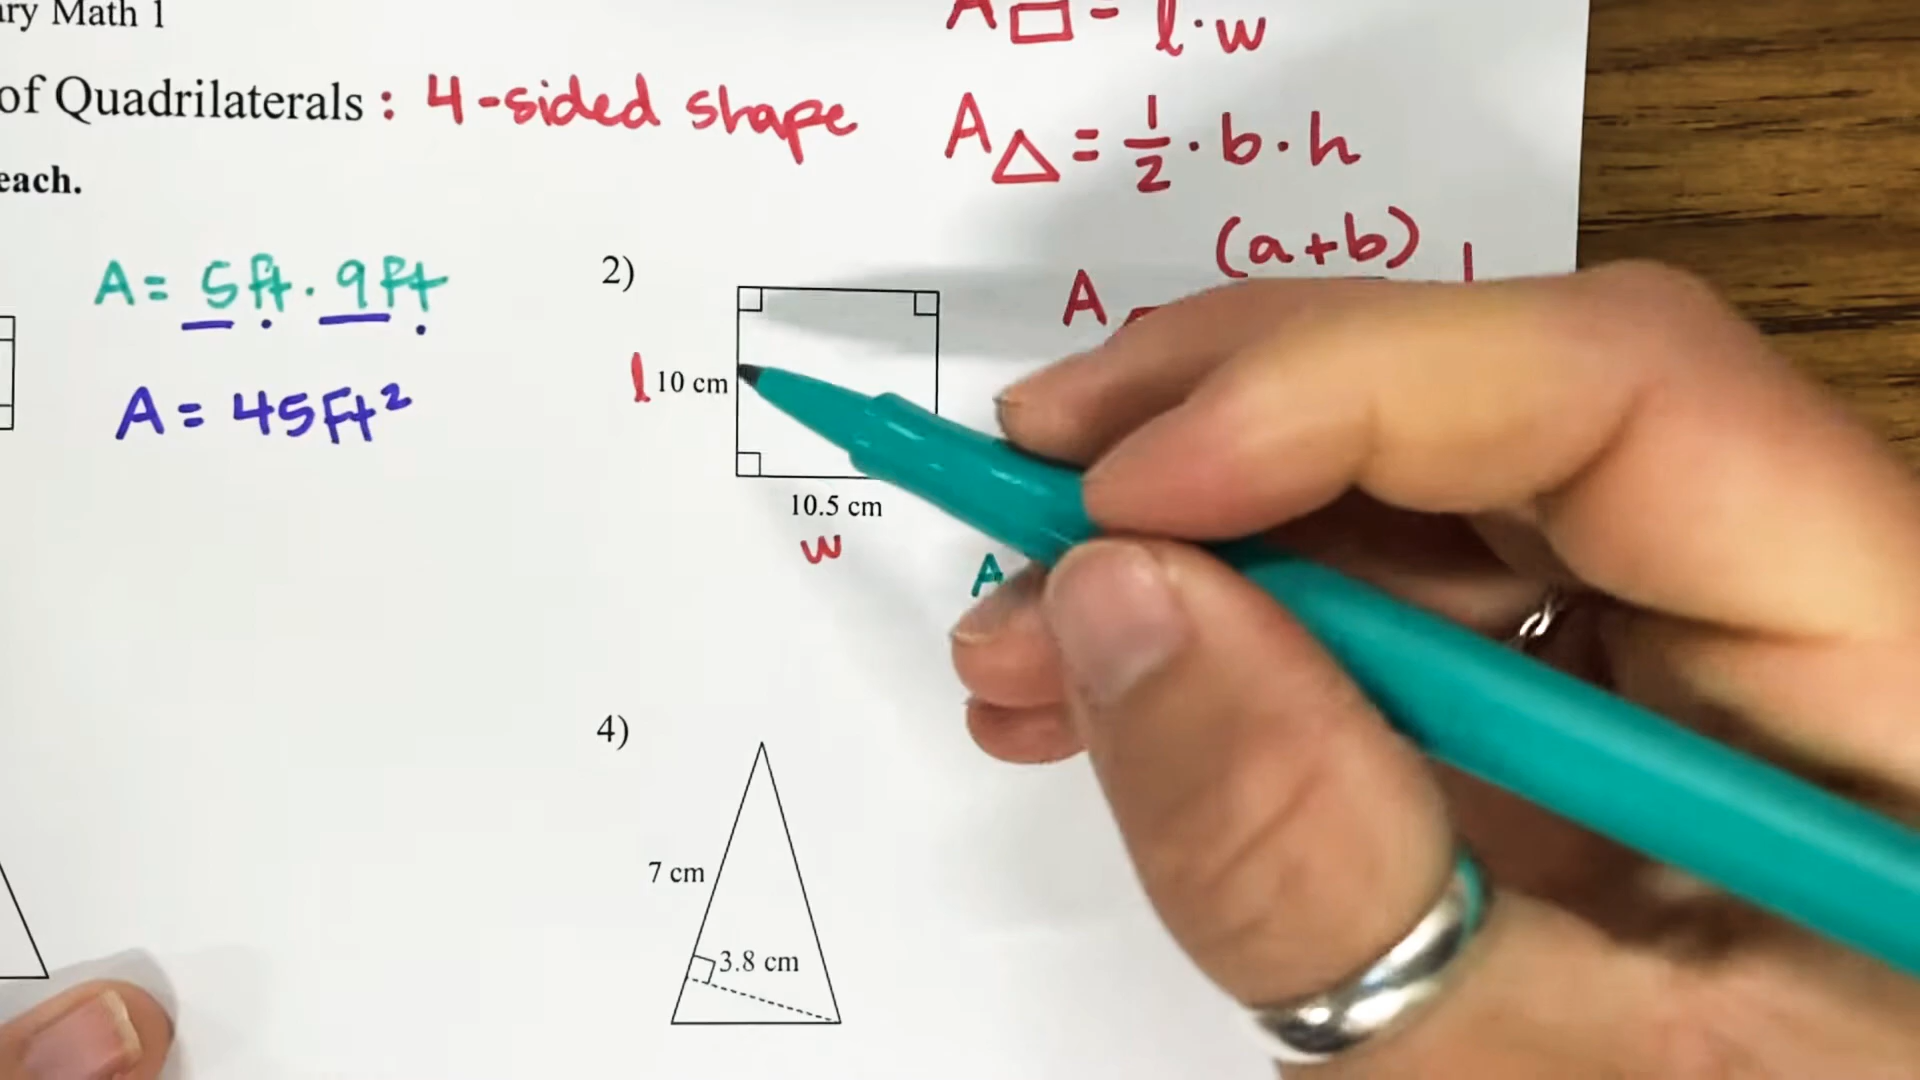 ry Math 1
A▭ = l · w
of Quadrilaterals : 4-sided shape
A△ = 1/2 · b · h
each.
(a+b)
A
A = 5ft · 9ft
A = 45ft²
2)
l 10 cm
10.5 cm
w
A
4)
7 cm
3.8 cm